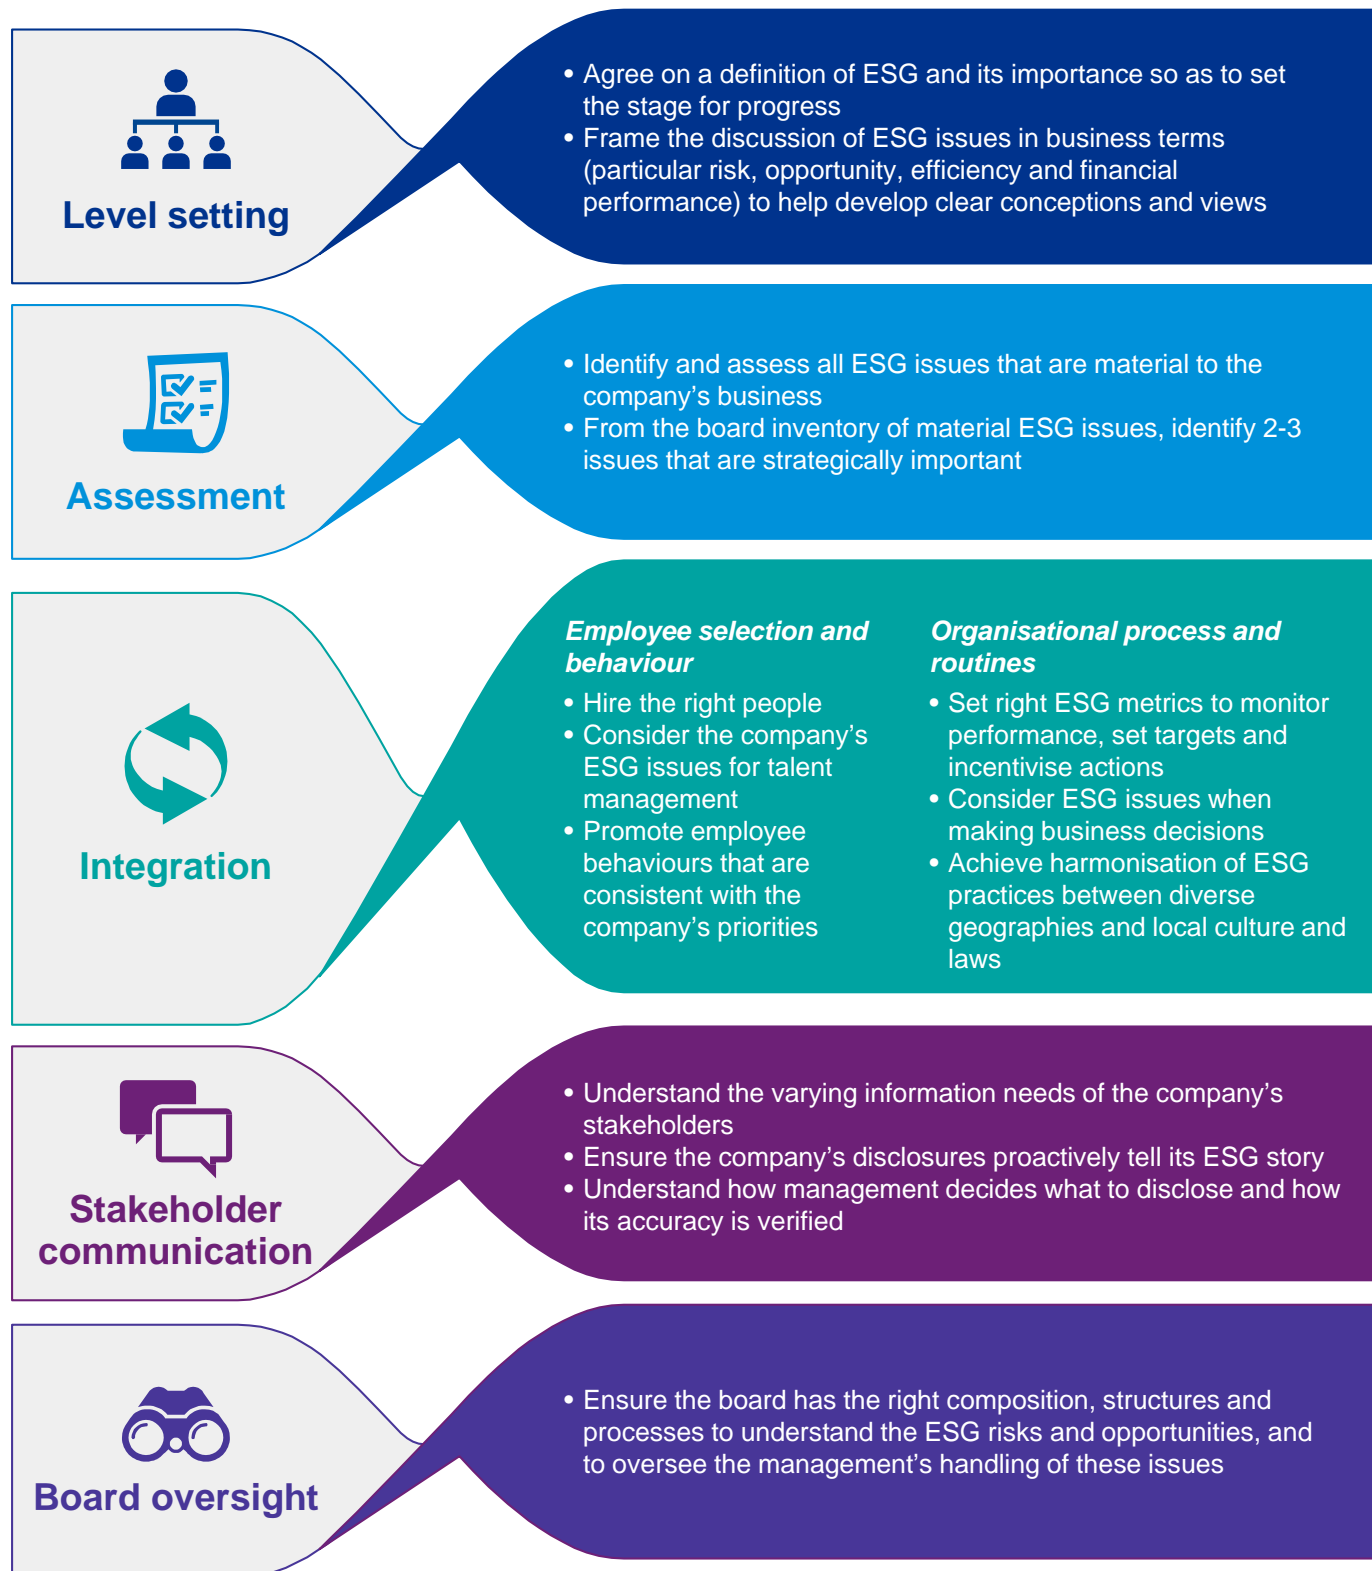 Level setting
• Agree on a definition of ESG and its importance so as to set
the stage for progress
• Frame the discussion of ESG issues in business terms
(particular risk, opportunity, efficiency and financial
performance) to help develop clear conceptions and views
Assessment
• Identify and assess all ESG issues that are material to the
company’s business
• From the board inventory of material ESG issues, identify 2-3
issues that are strategically important
Integration
Employee selection and
behaviour
• Hire the right people
• Consider the company’s
ESG issues for talent
management
• Promote employee
behaviours that are
consistent with the
company’s priorities
Organisational process and
routines
• Set right ESG metrics to monitor
performance, set targets and
incentivise actions
• Consider ESG issues when
making business decisions
• Achieve harmonisation of ESG
practices between diverse
geographies and local culture and
laws
Stakeholder
communication
• Understand the varying information needs of the company’s
stakeholders
• Ensure the company’s disclosures proactively tell its ESG story
• Understand how management decides what to disclose and how
its accuracy is verified
Board oversight
• Ensure the board has the right composition, structures and
processes to understand the ESG risks and opportunities, and
to oversee the management’s handling of these issues